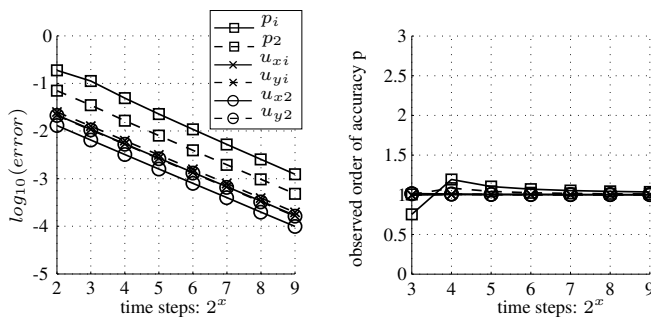 0
-1
-2
-3
-4
-5
2 3 4 5 6 7 8 9
log10(error)
time steps: 2^x
p_i
p_2
u_xi
u_yi
u_x2
u_y2
3
2.5
2
1.5
1
0.5
0
3 4 5 6 7 8 9
observed order of accuracy p
time steps: 2^x